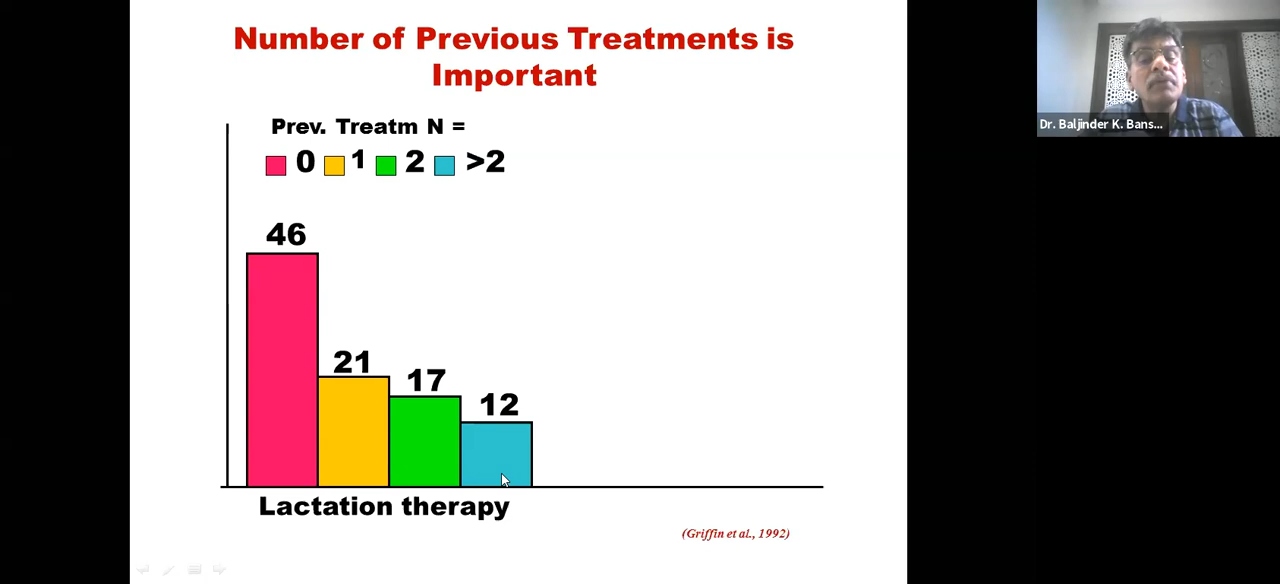 Number of Previous Treatments is
Important
Prev. Treatm N =
0 1 2 >2
46
21
17
12
Lactation therapy
(Griffin et al., 1992)
Dr. Baljinder K. Bans...